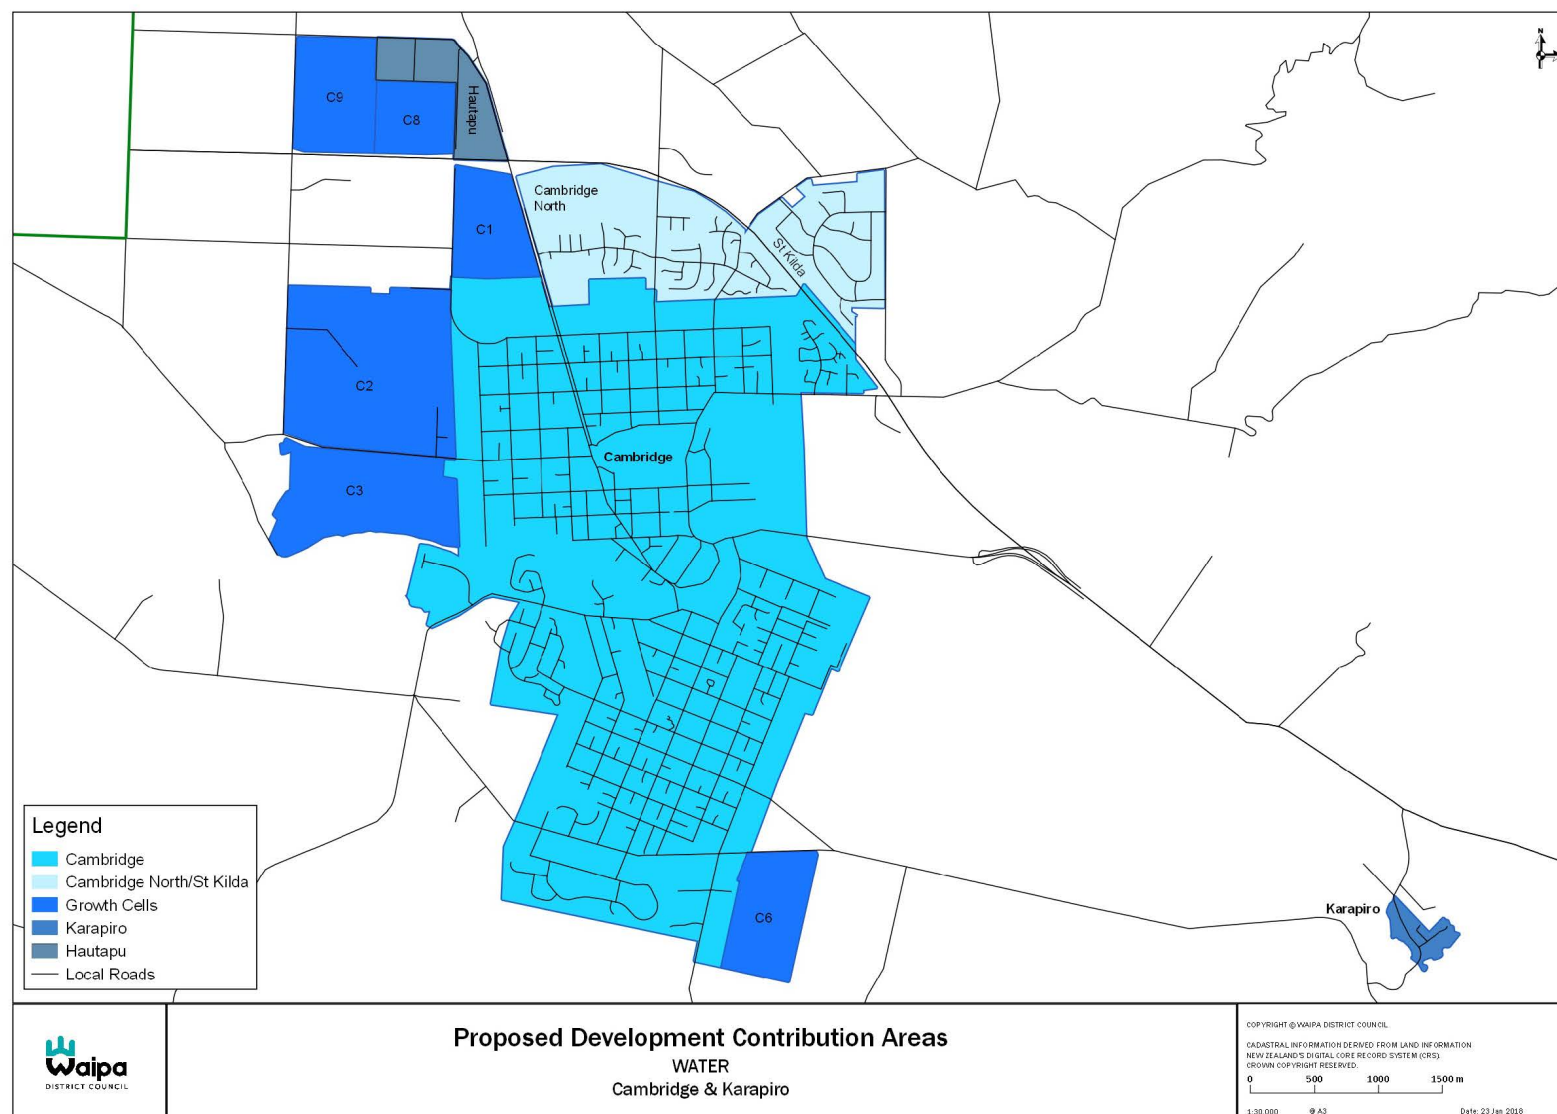 N
C9
C8
Hautapu
Cambridge
North
C1
St Kilda
C2
Cambridge
C3
C6
Karapiro
Legend
Cambridge
Cambridge North/St Kilda
Growth Cells
Karapiro
Hautapu
Local Roads
Waipa
DISTRICT COUNCIL
Proposed Development Contribution Areas
WATER
Cambridge & Karapiro
COPYRIGHT © WAIPA DISTRICT COUNCIL
CADASTRAL INFORMATION DERIVED FROM LAND INFORMATION
NEW ZEALAND'S DIGITAL CORE RECORD SYSTEM (CRS).
CROWN COPYRIGHT RESERVED.
0 500 1000 1500 m
1:30,000 @ A3 Date: 23 Jan 2018